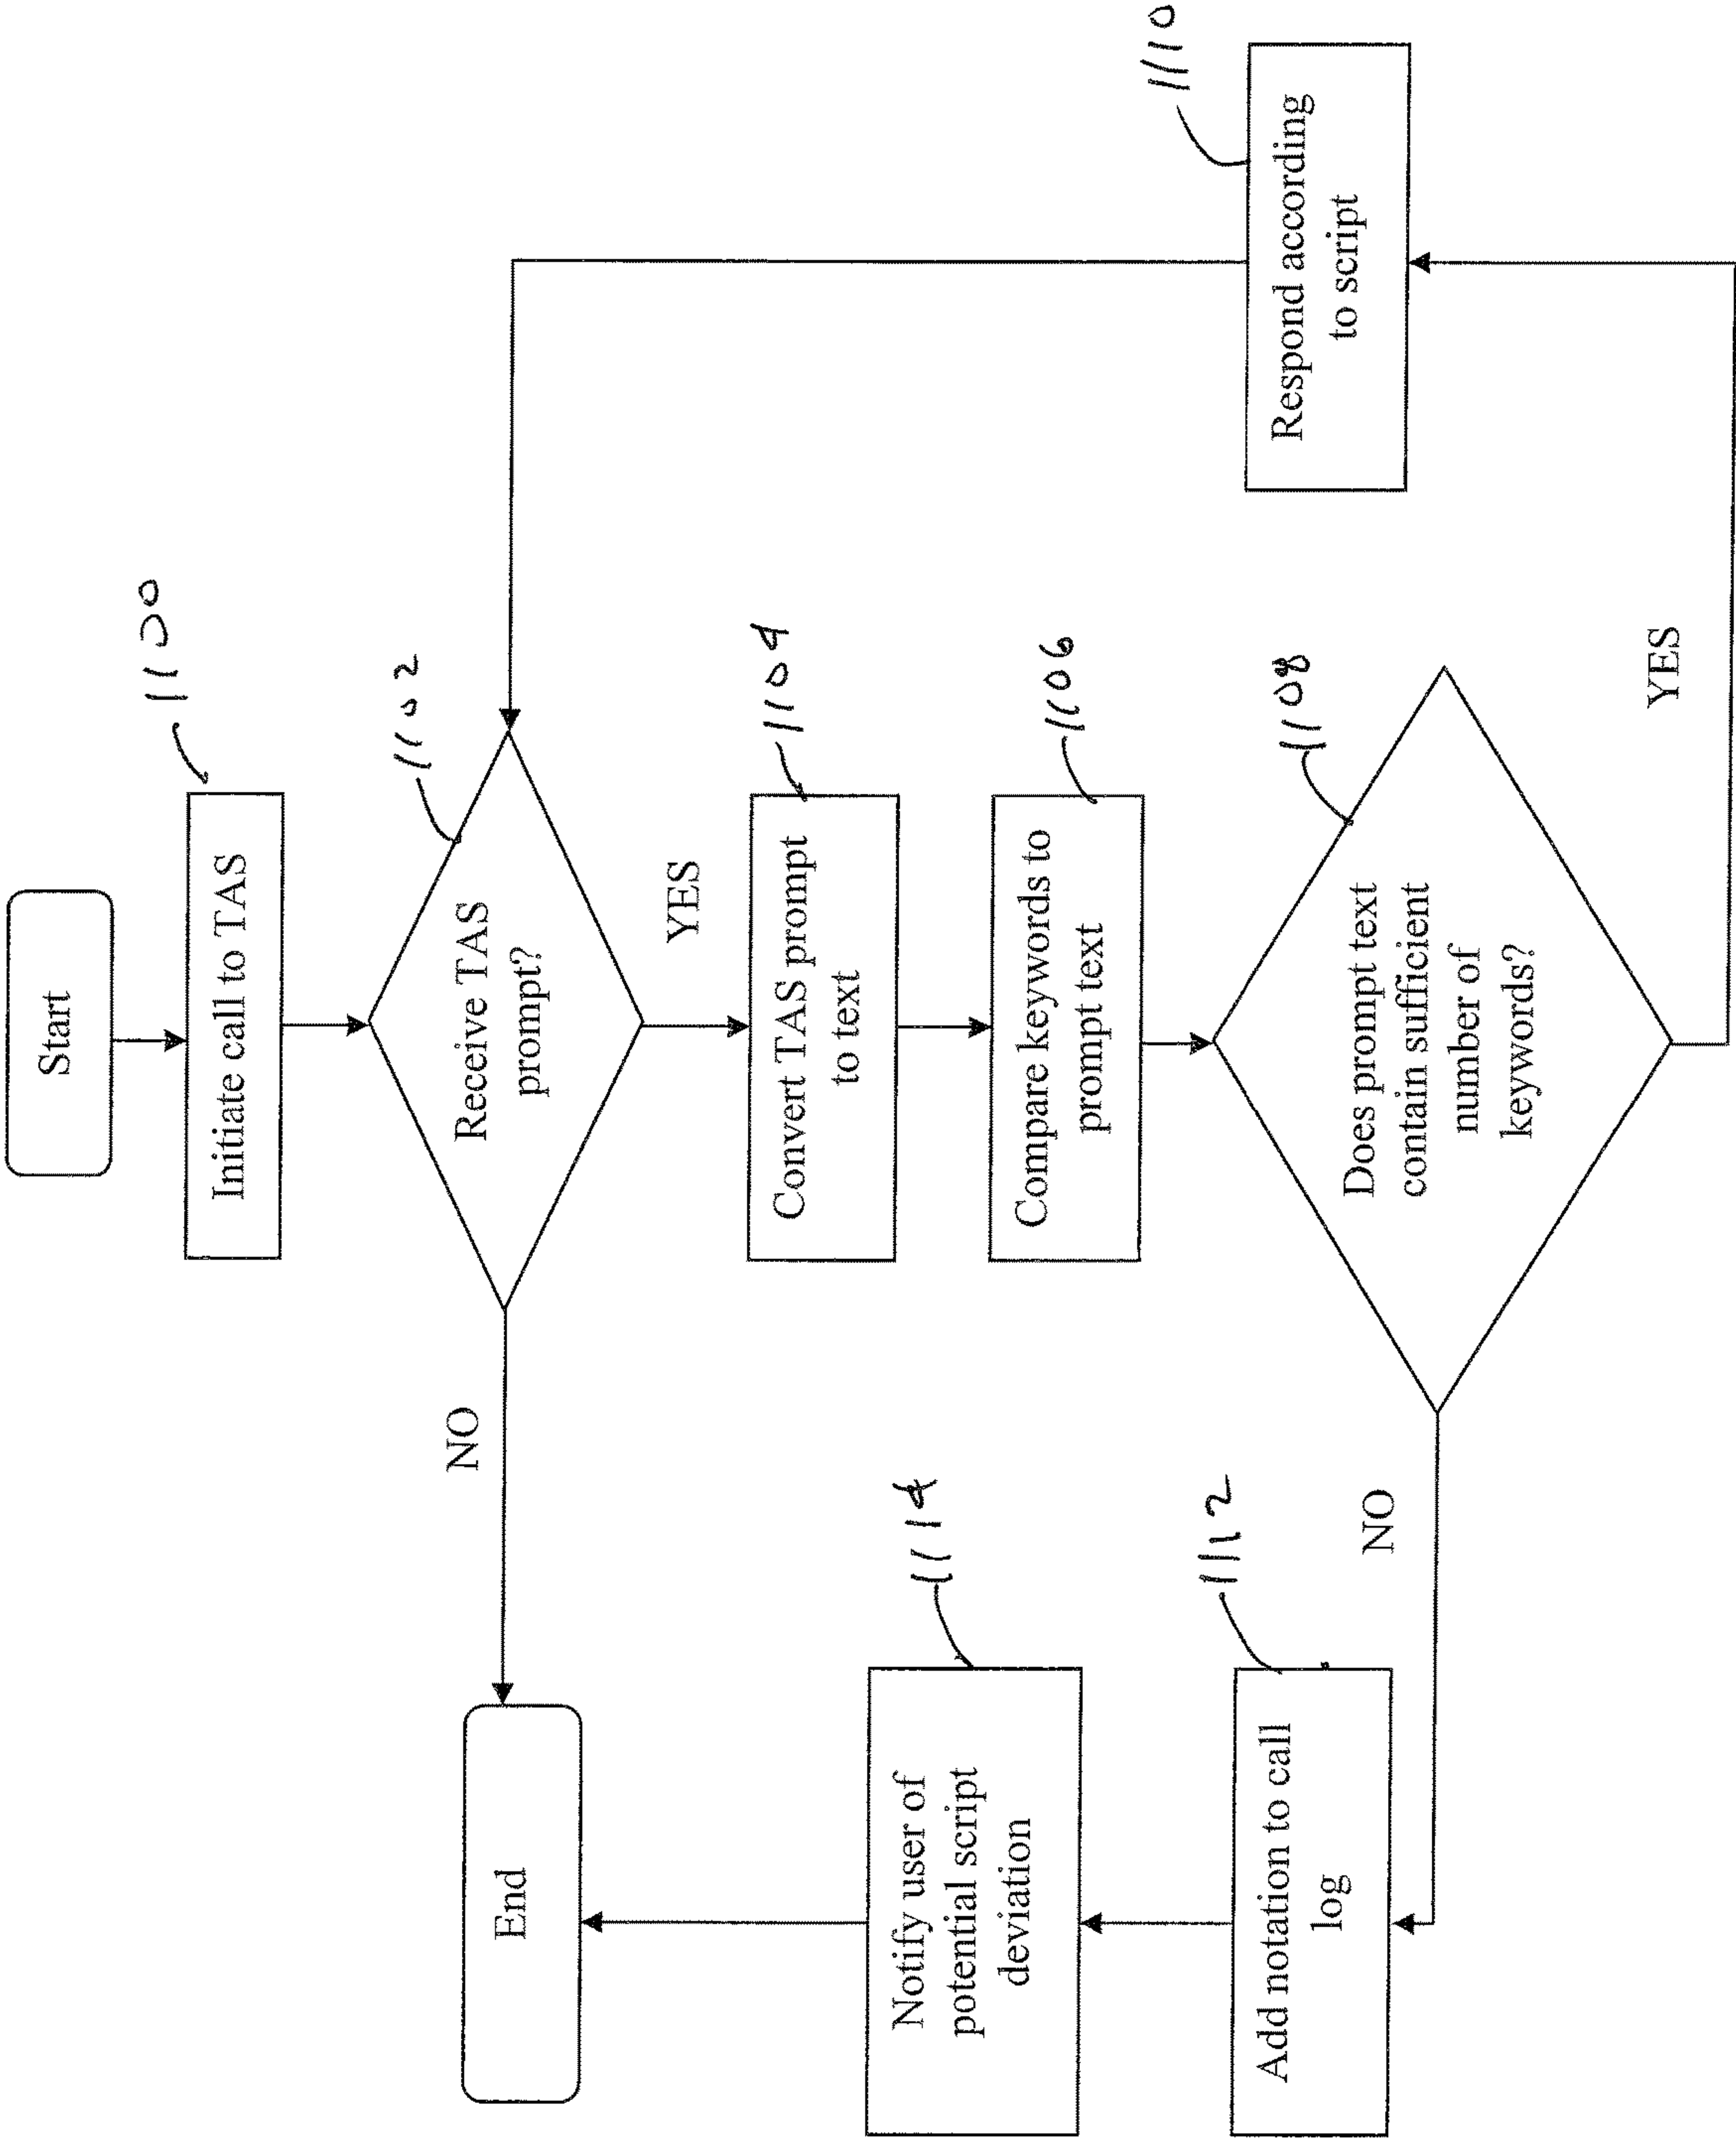 Start
1100
Initiate call to TAS
1102
Receive TAS
prompt?
NO
YES
1104
Convert TAS prompt
to text
1106
Compare keywords to
prompt text
1108
Does prompt text
contain sufficient
number of
keywords?
YES
NO
1110
Respond according
to script
1112
Add notation to call
log
1114
Notify user of
potential script
deviation
End